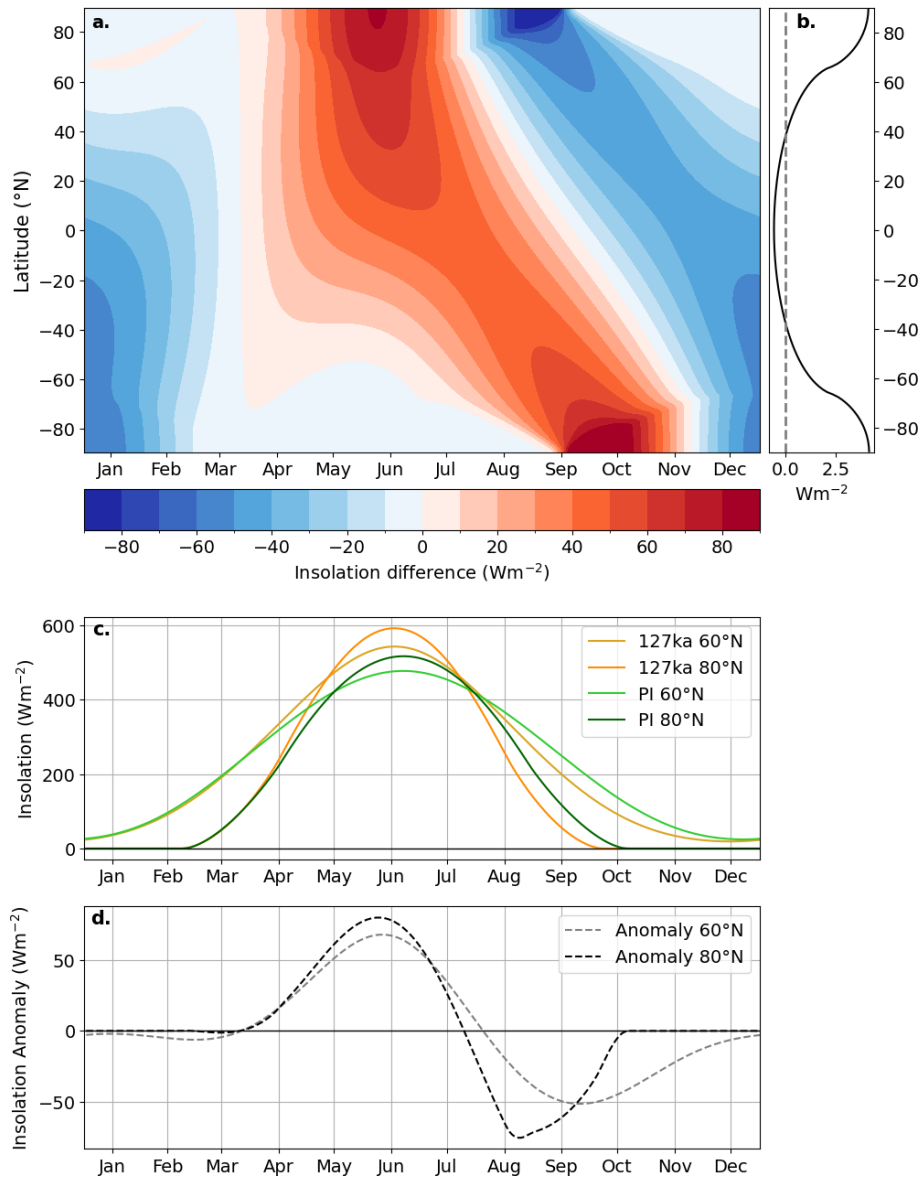 a.
b.
Latitude (°N)
80
60
40
20
0
−20
−40
−60
−80
80
60
40
20
0
−20
−40
−60
−80
Jan Feb Mar Apr May Jun Jul Aug Sep Oct Nov Dec
0.0 2.5
Wm−2
−80 −60 −40 −20 0 20 40 60 80
Insolation difference (Wm−2)
c.
Insolation (Wm−2)
600
400
200
0
127ka 60°N
127ka 80°N
PI 60°N
PI 80°N
Jan Feb Mar Apr May Jun Jul Aug Sep Oct Nov Dec
d.
Insolation Anomaly (Wm−2)
50
0
−50
Anomaly 60°N
Anomaly 80°N
Jan Feb Mar Apr May Jun Jul Aug Sep Oct Nov Dec